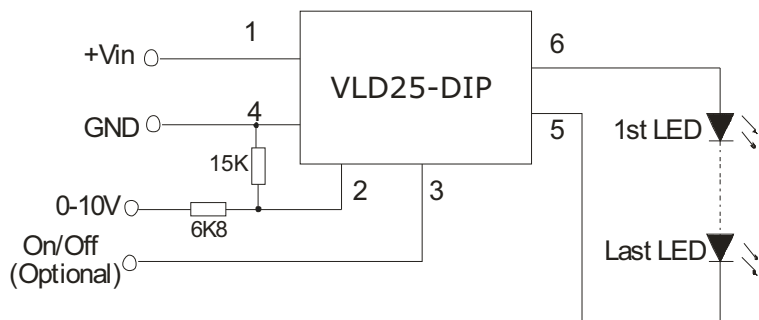 1
+Vin
VLD25-DIP
6
4
GND
5
1st LED
15K
2
3
0-10V
6K8
On/Off
(Optional)
Last LED